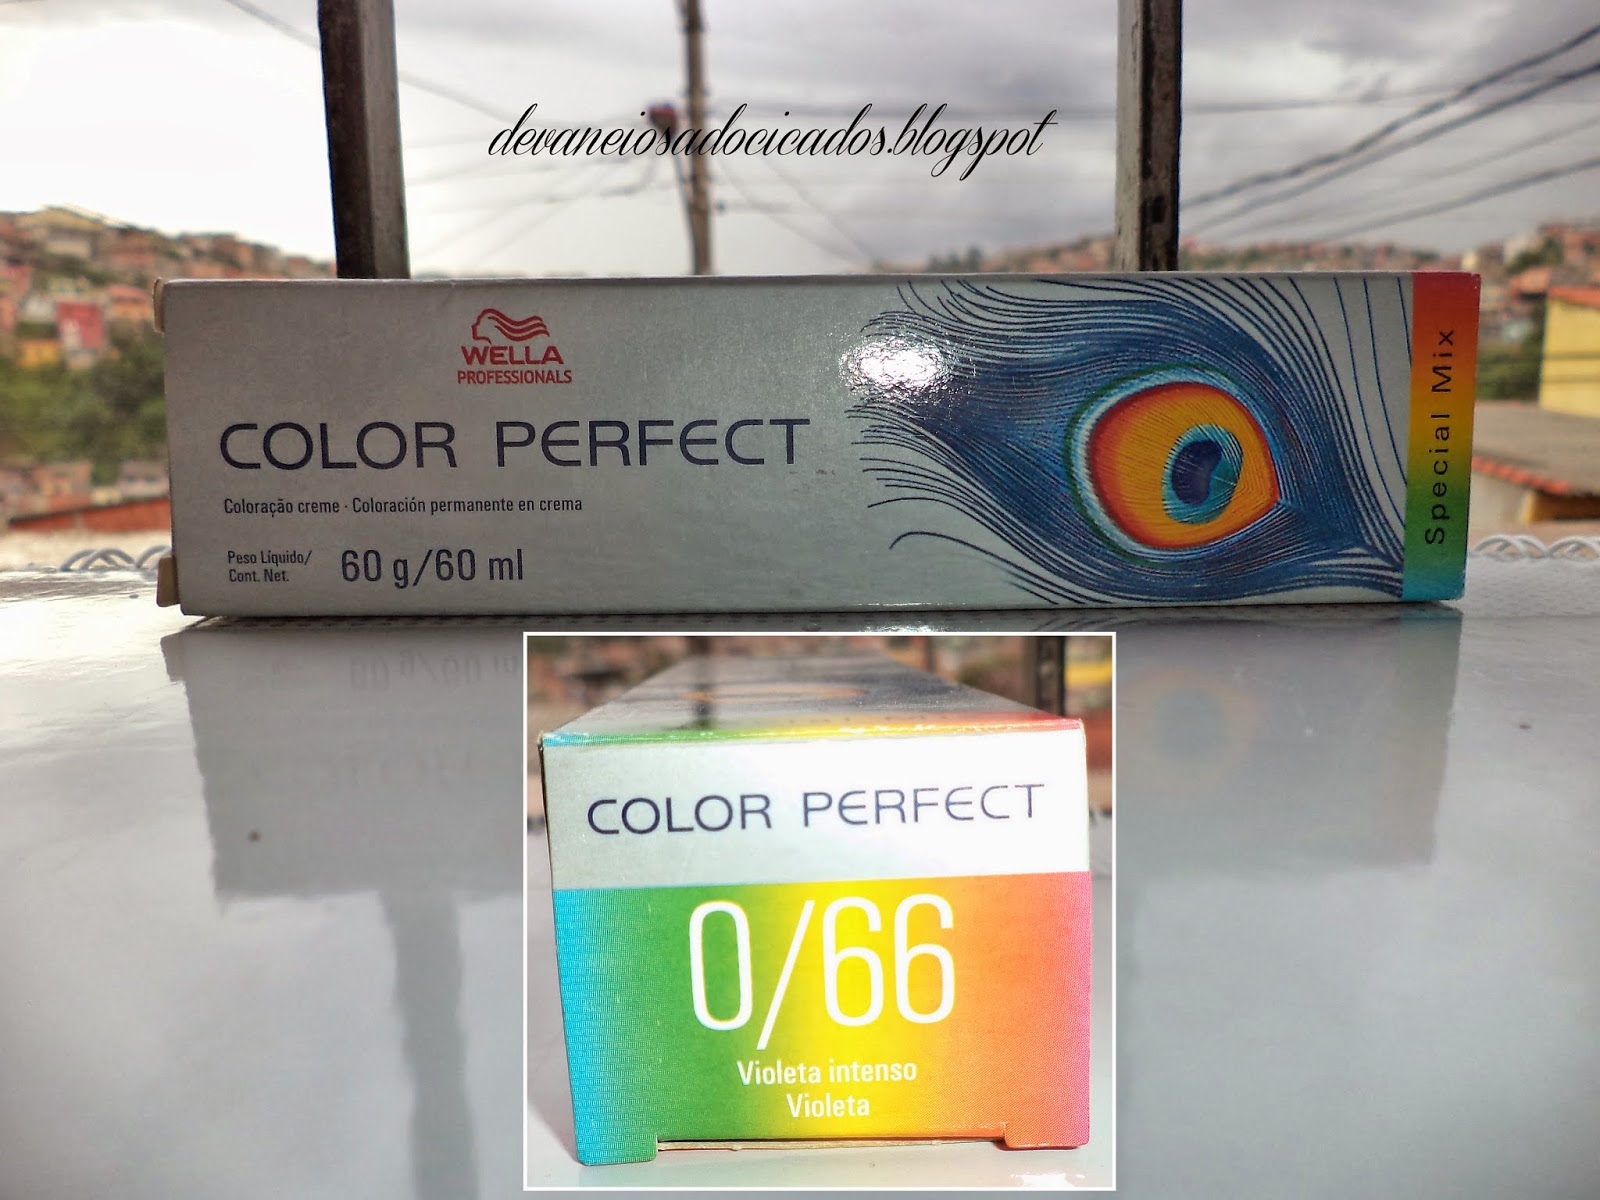 devaneiosadocicados.blogspot
WELLA
PROFESSIONALS
COLOR PERFECT
Coloração creme · Coloración permanente en crema
Peso Líquido/
Cont. Net.
60 g/60 ml
Special Mix
COLOR PERFECT
0/66
Violeta intenso
Violeta